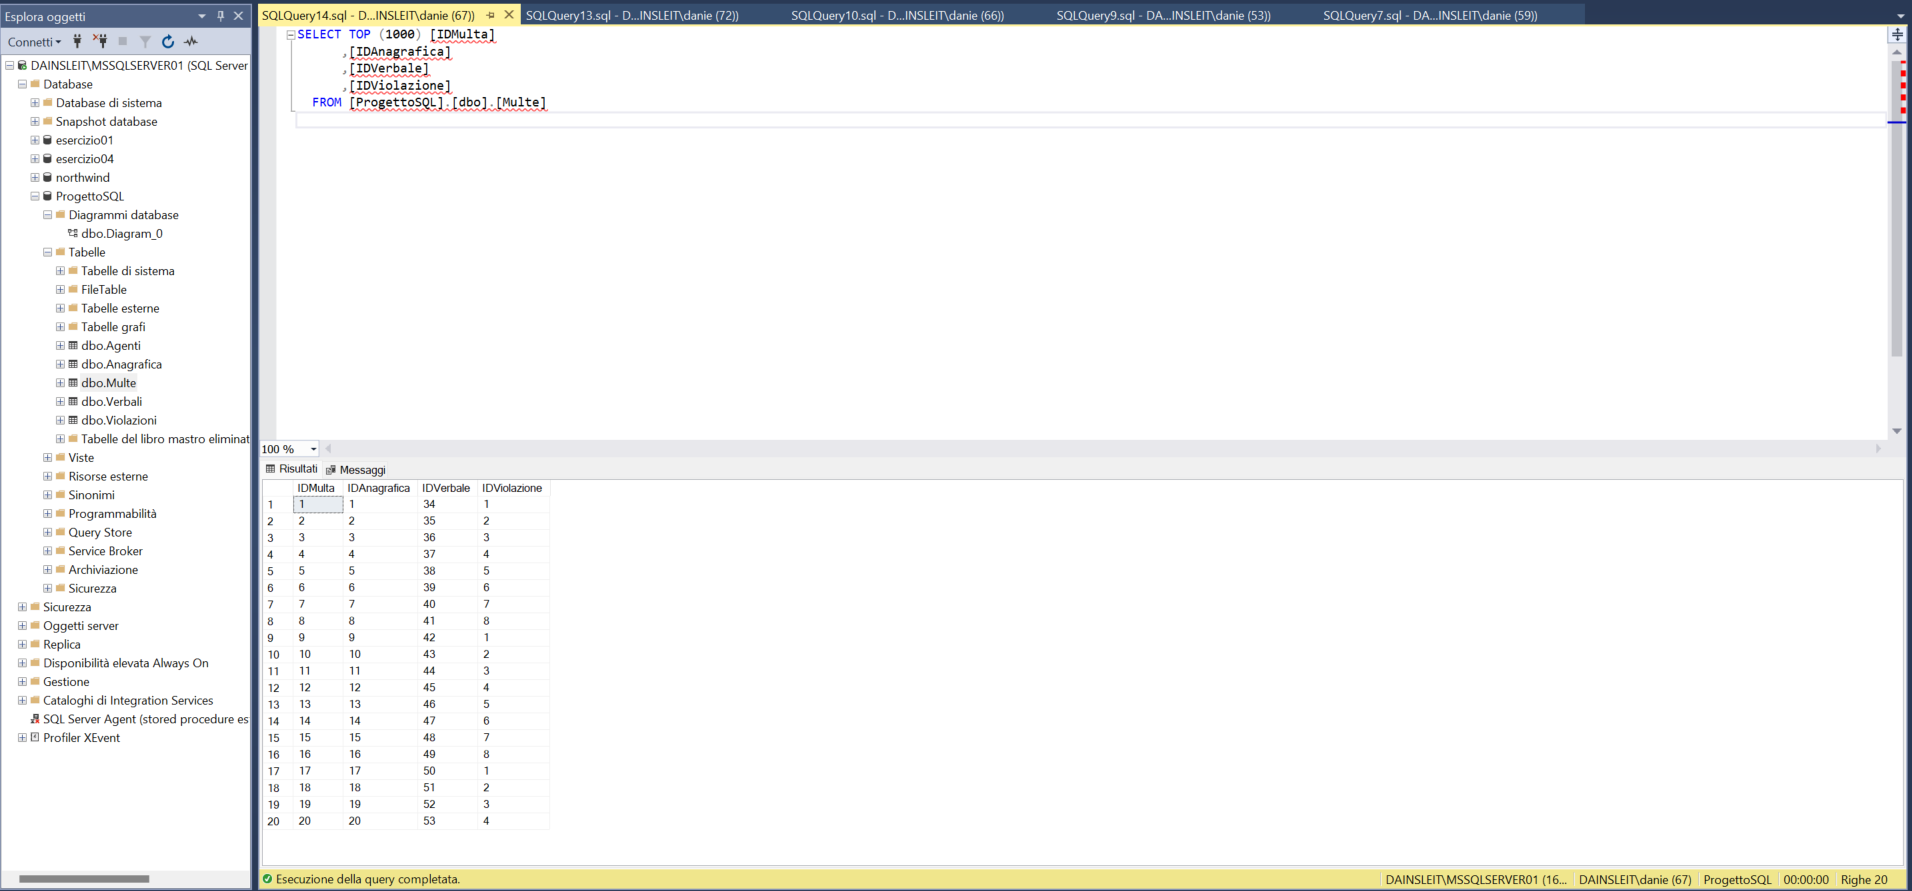 Esplora oggetti
Connetti
DAINSLEIT\MSSQLSERVER01 (SQL Server
Database
Database di sistema
Snapshot database
esercizio01
esercizio04
northwind
ProgettoSQL
Diagrammi database
dbo.Diagram_0
Tabelle
Tabelle di sistema
FileTable
Tabelle esterne
Tabelle grafi
dbo.Agenti
dbo.Anagrafica
dbo.Multe
dbo.Verbali
dbo.Violazioni
Tabelle del libro mastro eliminat
Viste
Risorse esterne
Sinonimi
Programmabilità
Query Store
Service Broker
Archiviazione
Sicurezza
Sicurezza
Oggetti server
Replica
Disponibilità elevata Always On
Gestione
Cataloghi di Integration Services
SQL Server Agent (stored procedure es
Profiler XEvent
SQLQuery14.sql - D...INSLEIT\danie (67)) SQLQuery13.sql - D...INSLEIT\danie (72)) SQLQuery10.sql - D...INSLEIT\danie (66)) SQLQuery9.sql - DA...INSLEIT\danie (53)) SQLQuery7.sql - DA...INSLEIT\danie (59))
SELECT TOP (1000) [IDMulta]
,[IDAnagrafica]
,[IDVerbale]
,[IDViolazione]
FROM [ProgettoSQL].[dbo].[Multe]
100 %
Risultati Messaggi
IDMulta IDAnagrafica IDVerbale IDViolazione
1 1 1 34 1
2 2 2 35 2
3 3 3 36 3
4 4 4 37 4
5 5 5 38 5
6 6 6 39 6
7 7 7 40 7
8 8 8 41 8
9 9 9 42 1
10 10 10 43 2
11 11 11 44 3
12 12 12 45 4
13 13 13 46 5
14 14 14 47 6
15 15 15 48 7
16 16 16 49 8
17 17 17 50 1
18 18 18 51 2
19 19 19 52 3
20 20 20 53 4
Esecuzione della query completata. DAINSLEIT\MSSQLSERVER01 (16... DAINSLEIT\danie (67) ProgettoSQL 00:00:00 Righe 20